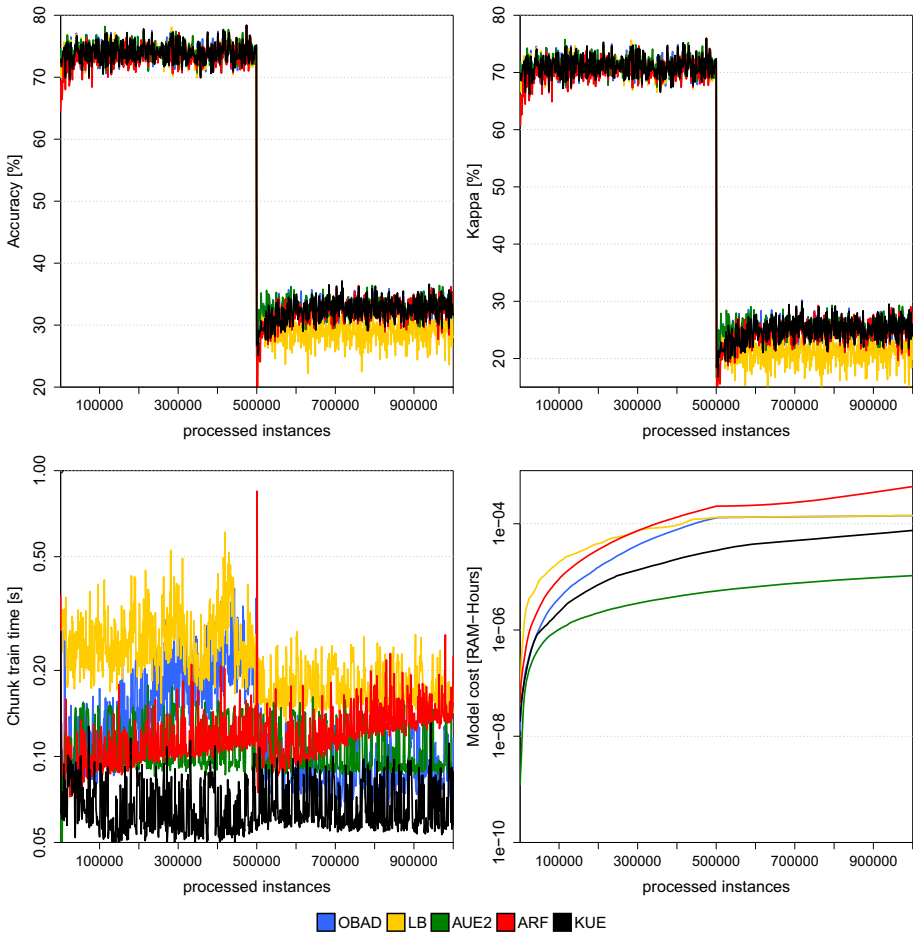 80
70
60
50
40
30
20
Accuracy [%]
100000 300000 500000 700000 900000
processed instances
80
70
60
50
40
30
20
Kappa [%]
100000 300000 500000 700000 900000
processed instances
1.00
0.50
0.20
0.10
0.05
Chunk train time [s]
100000 300000 500000 700000 900000
processed instances
1e−04
1e−06
1e−08
1e−10
Model cost [RAM−Hours]
100000 300000 500000 700000 900000
processed instances
OBAD LB AUE2 ARF KUE